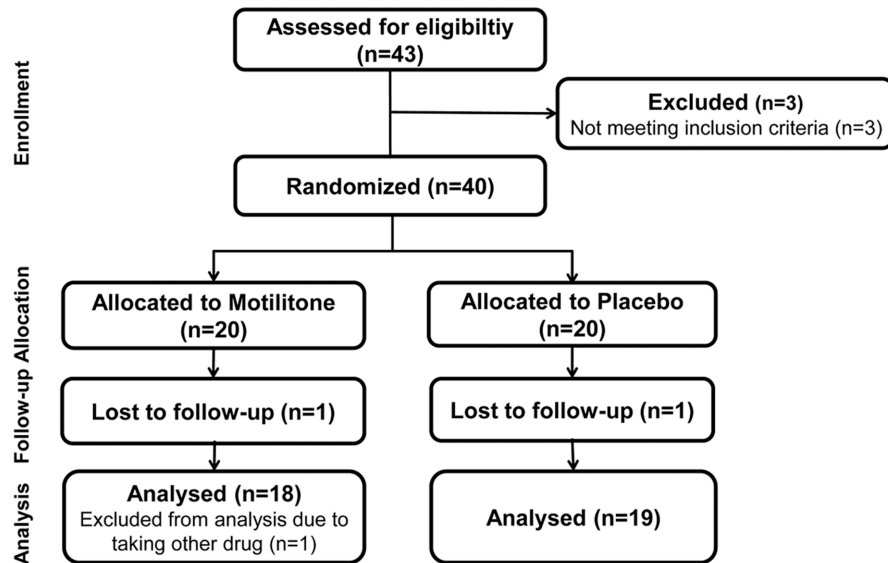 Assessed for eligibiltiy
(n=43)
Enrollment
Excluded (n=3)
Not meeting inclusion criteria (n=3)
Randomized (n=40)
Follow-up Allocation
Allocated to Motilitone
(n=20)
Allocated to Placebo
(n=20)
Lost to follow-up (n=1)
Lost to follow-up (n=1)
Analysis
Analysed (n=18)
Excluded from analysis due to
taking other drug (n=1)
Analysed (n=19)